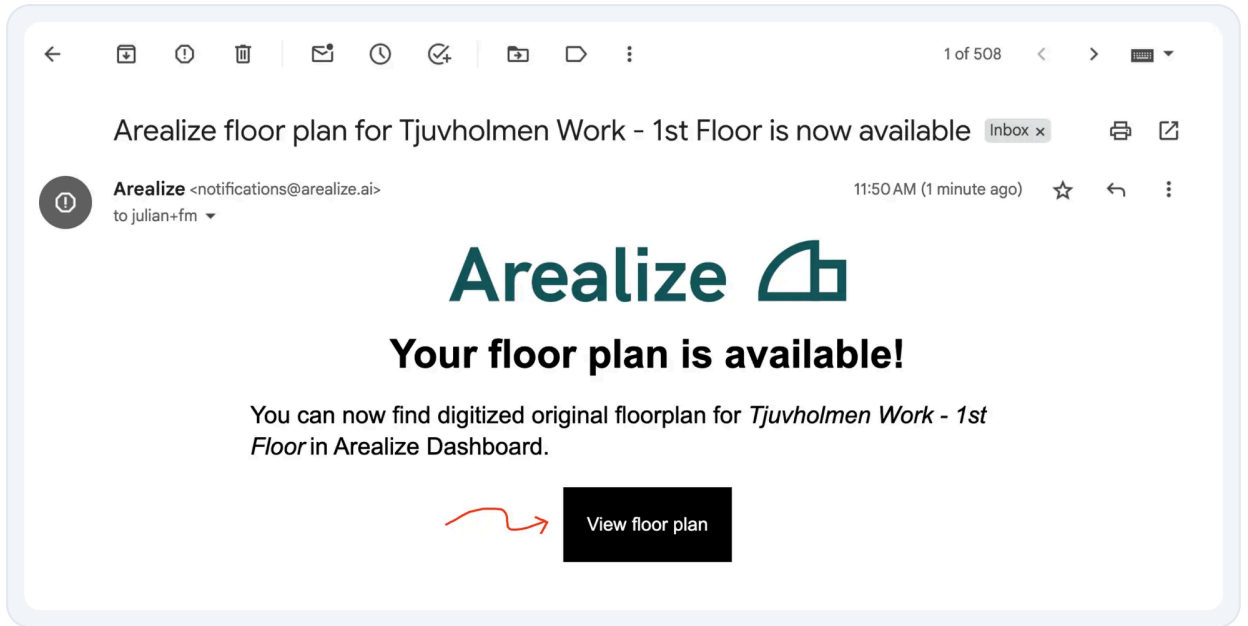 1 of 508
Arealize floor plan for Tjuvholmen Work - 1st Floor is now available Inbox x
Arealize <notifications@arealize.ai> 11:50 AM (1 minute ago)
to julian+fm
Arealize
Your floor plan is available!
You can now find digitized original floorplan for Tjuvholmen Work - 1st
Floor in Arealize Dashboard.
View floor plan